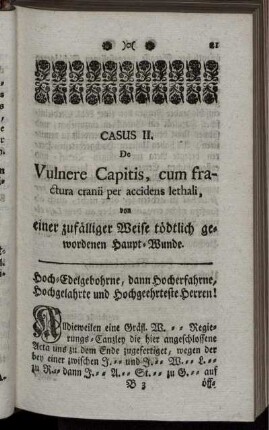 21
CASUS II.
De
Vulnere Capitis, cum fra-
ctura cranii per accidens lethali,
von
einer zufälliger Weise tödtlich ge-
wordenen Haupt-Wunde.
Hoch-Edelgebohrne, dann Hocherfahrne,
Hochgelahrte und Hochgeehrteste Herren!
Alldieweilen eine Gräfl. W. - - Regie-
rungs-Canzley die hier angeschlossene
Acta uns zu dem Ende zugefertiget, wegen der
bey einer zwischen J. - - und J. - - W. - L. - -
zu R. - dann J. - - A. - St. - - zu G. - - auf
B 3
öff-